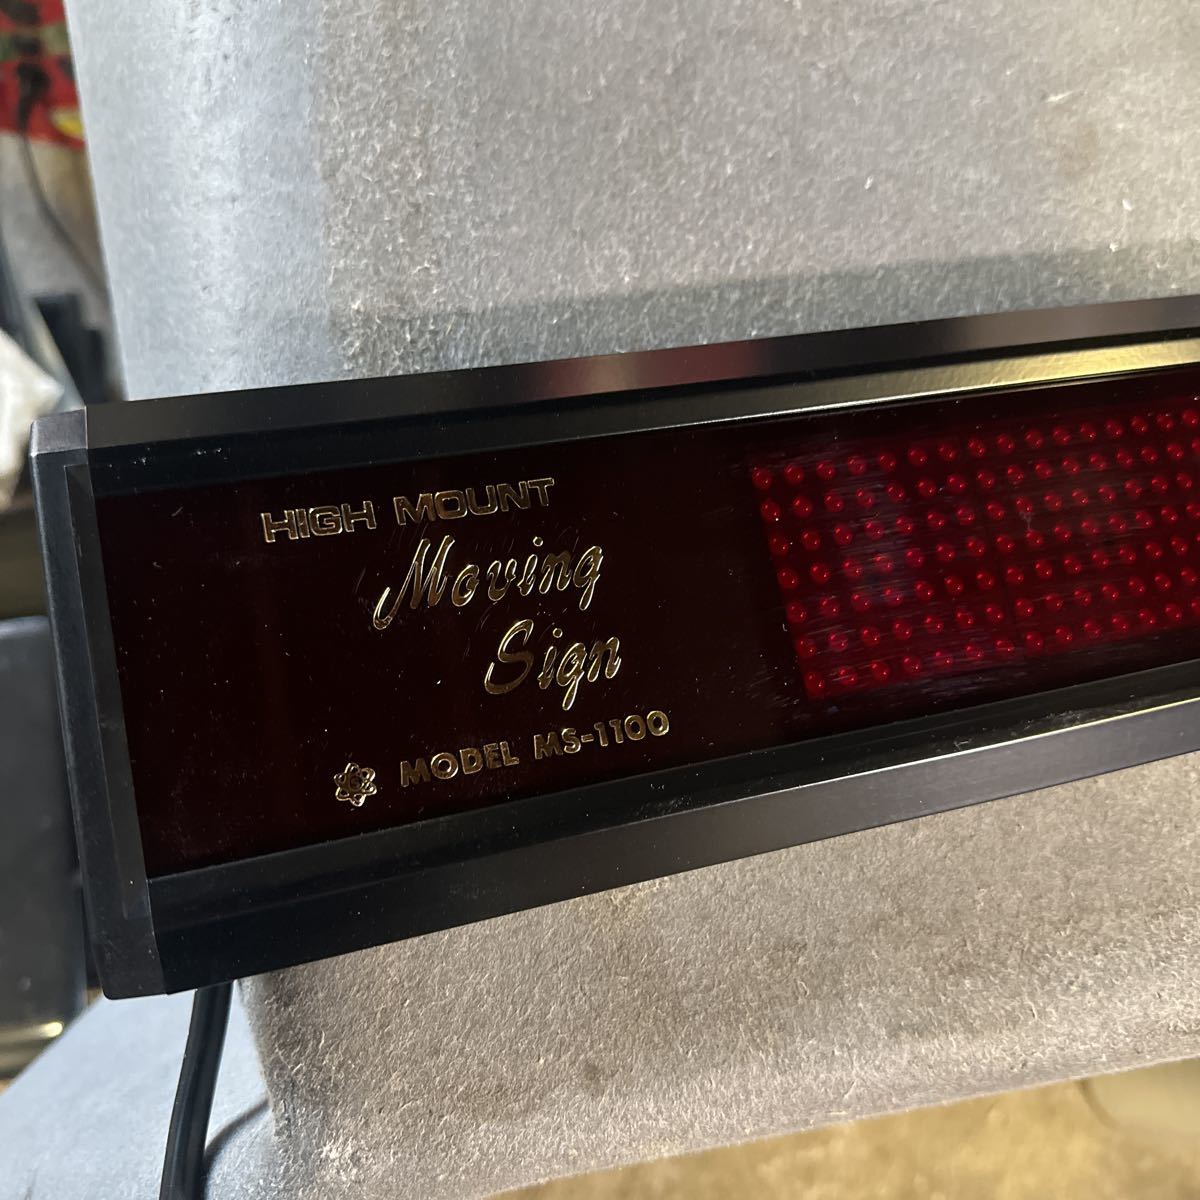 HIGH MOUNT
Moving
Sign
MODEL MS-1100